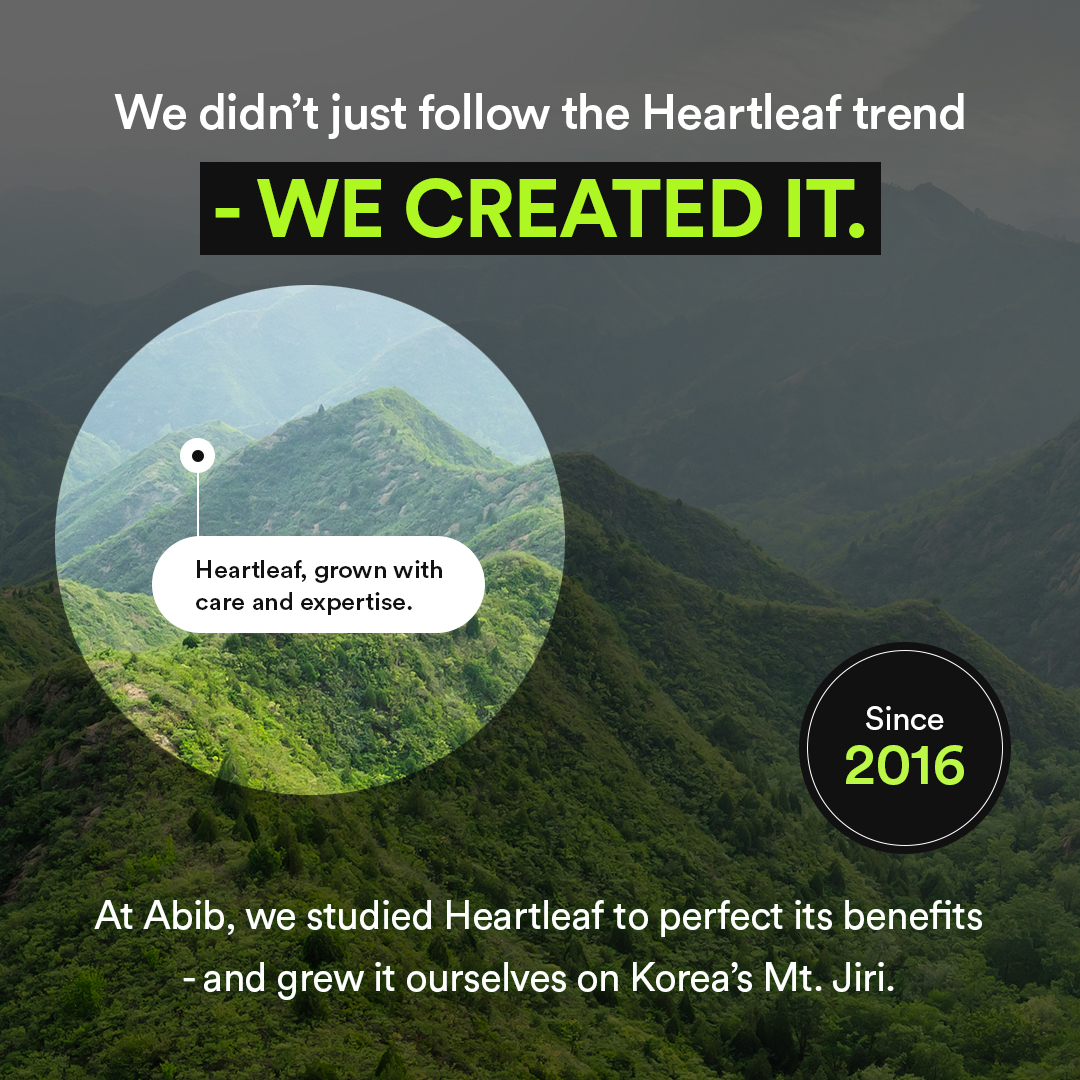 We didn’t just follow the Heartleaf trend
- WE CREATED IT.
Heartleaf, grown with
care and expertise.
Since
2016
At Abib, we studied Heartleaf to perfect its benefits
- and grew it ourselves on Korea’s Mt. Jiri.